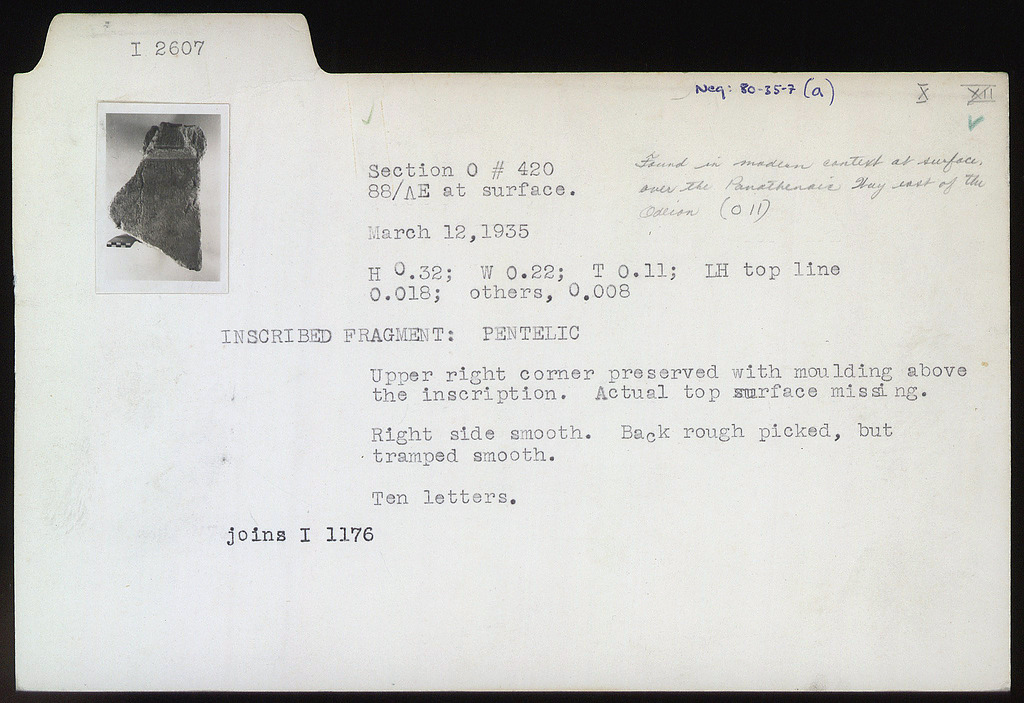 I 2607
Neg: 80-35-7 (a)
X XII
Section O # 420
88/ΛE at surface.
Found in modern context at surface,
over the Panathenaic Way east of the
Odeion (O 11)
March 12,1935
H 0.32; W 0.22; T 0.11; LH top line
0.018; others, 0.008
INSCRIBED FRAGMENT: PENTELIC
Upper right corner preserved with moulding above
the inscription. Actual top surface missing.
Right side smooth. Back rough picked, but
tramped smooth.
Ten letters.
joins I 1176